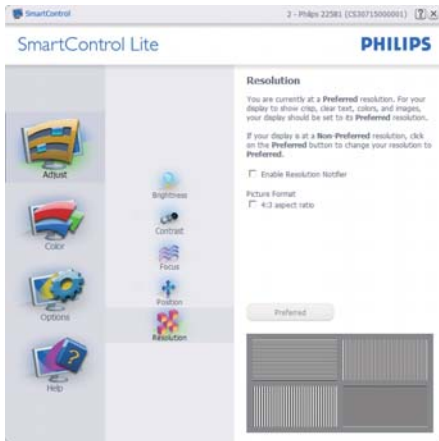 SmartControl
2 - Philips 225B1 (CS30715000001)
SmartControl Lite
PHILIPS
Resolution
You are currently at a Preferred resolution. For your
display to show crisp, clear text, colors, and images,
your display should be set to its Preferred resolution.
If your display is at a Non-Preferred resolution, click
on the Preferred button to change your resolution to
Preferred.
Enable Resolution Notifier
Picture Format
4:3 aspect ratio
Preferred
Adjust
Color
Options
Help
Brightness
Contrast
Focus
Position
Resolution